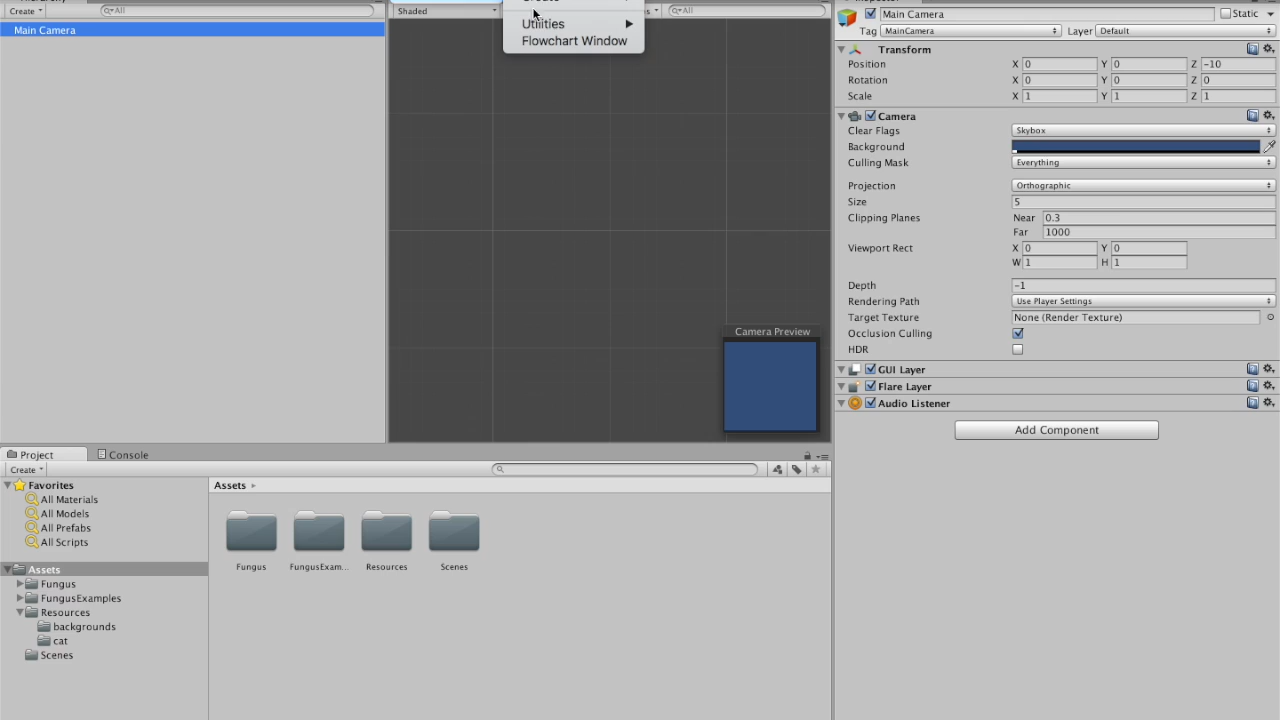 Create
All
Main Camera
Shaded
All
Utilities
Flowchart Window
Camera Preview
Main Camera
Static
Tag
MainCamera
Layer
Default
Transform
Position
X
0
Y
0
Z
-10
Rotation
X
0
Y
0
Z
0
Scale
X
1
Y
1
Z
1
Camera
Clear Flags
Skybox
Background
Culling Mask
Everything
Projection
Orthographic
Size
5
Clipping Planes
Near
0.3
Far
1000
Viewport Rect
X
0
Y
0
W
1
H
1
Depth
-1
Rendering Path
Use Player Settings
Target Texture
None (Render Texture)
Occlusion Culling
HDR
GUI Layer
Flare Layer
Audio Listener
Add Component
Project
Console
Create
Favorites
All Materials
All Models
All Prefabs
All Scripts
Assets
Fungus
FungusExamples
Resources
backgrounds
cat
Scenes
Assets
Fungus
FungusExam...
Resources
Scenes